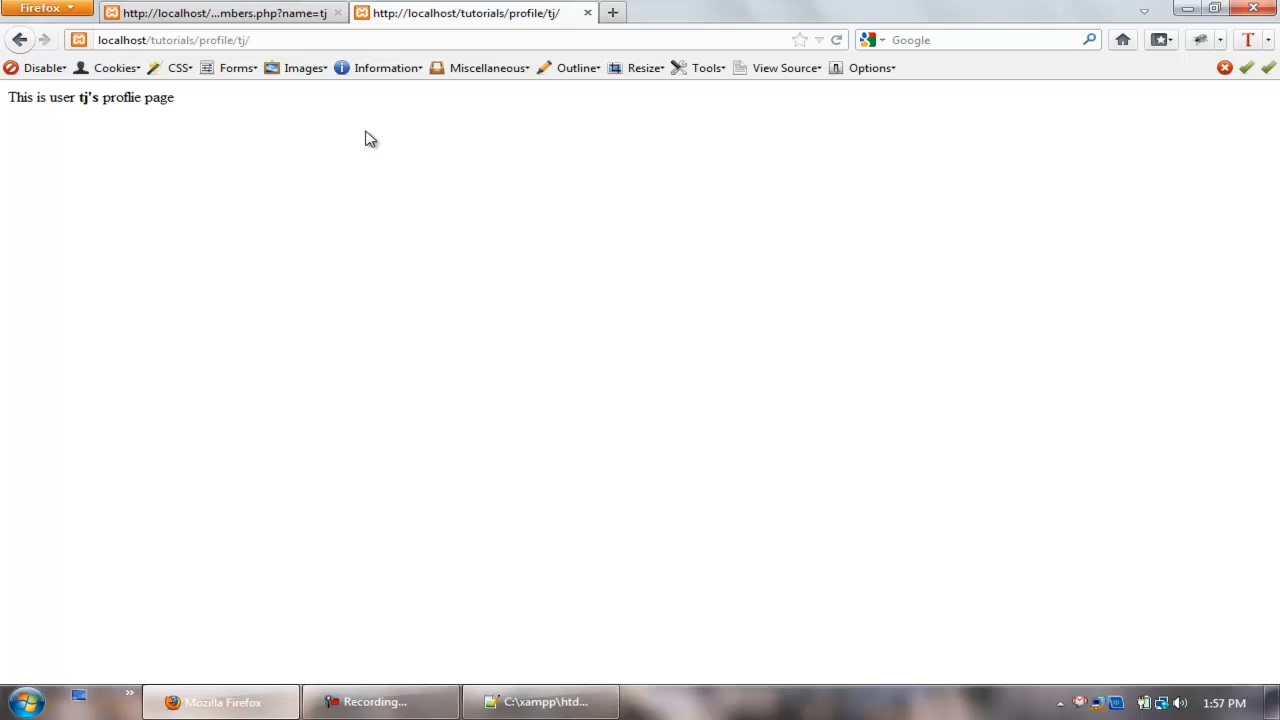 Firefox
http://localhost/...mbers.php?name=tj
http://localhost/tutorials/profile/tj/
localhost/tutorials/profile/tj/
Google
Disable Cookies CSS Forms Images Information Miscellaneous Outline Resize Tools View Source Options
This is user tj's proflie page
Mozilla Firefox
Recording...
C:\xampp\htd...
1:57 PM